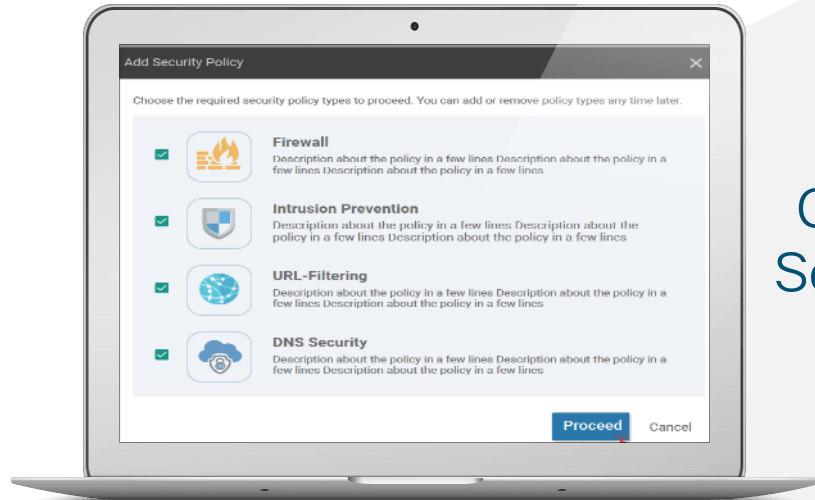 Add Security Policy
Choose the required security policy types to proceed. You can add or remove policy types any time later.
Firewall
Description about the policy in a few lines Description about the policy in a
few lines Description about the policy in a few lines
Intrusion Prevention
Description about the policy in a few lines Description about the
policy in a few lines Description about the policy in a few lines
URL-Filtering
Description about the policy in a few lines Description about the policy in a
few lines Description about the policy in a few lines
DNS Security
Description about the policy in a few lines Description about the policy in a
few lines Description about the policy in a few lines
Proceed Cancel